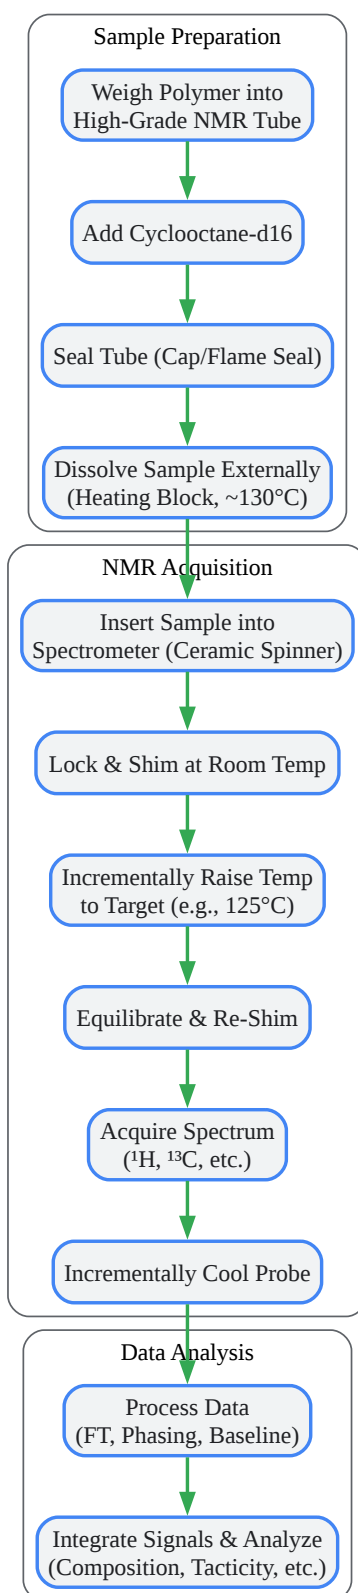 Sample Preparation
Weigh Polymer into
High-Grade NMR Tube
Add Cyclooctane-d16
Seal Tube (Cap/Flame Seal)
Dissolve Sample Externally
(Heating Block, ~130°C)
NMR Acquisition
Insert Sample into
Spectrometer (Ceramic Spinner)
Lock & Shim at Room Temp
Incrementally Raise Temp
to Target (e.g., 125°C)
Equilibrate & Re-Shim
Acquire Spectrum
(¹H, ¹³C, etc.)
Incrementally Cool Probe
Data Analysis
Process Data
(FT, Phasing, Baseline)
Integrate Signals & Analyze
(Composition, Tacticity, etc.)